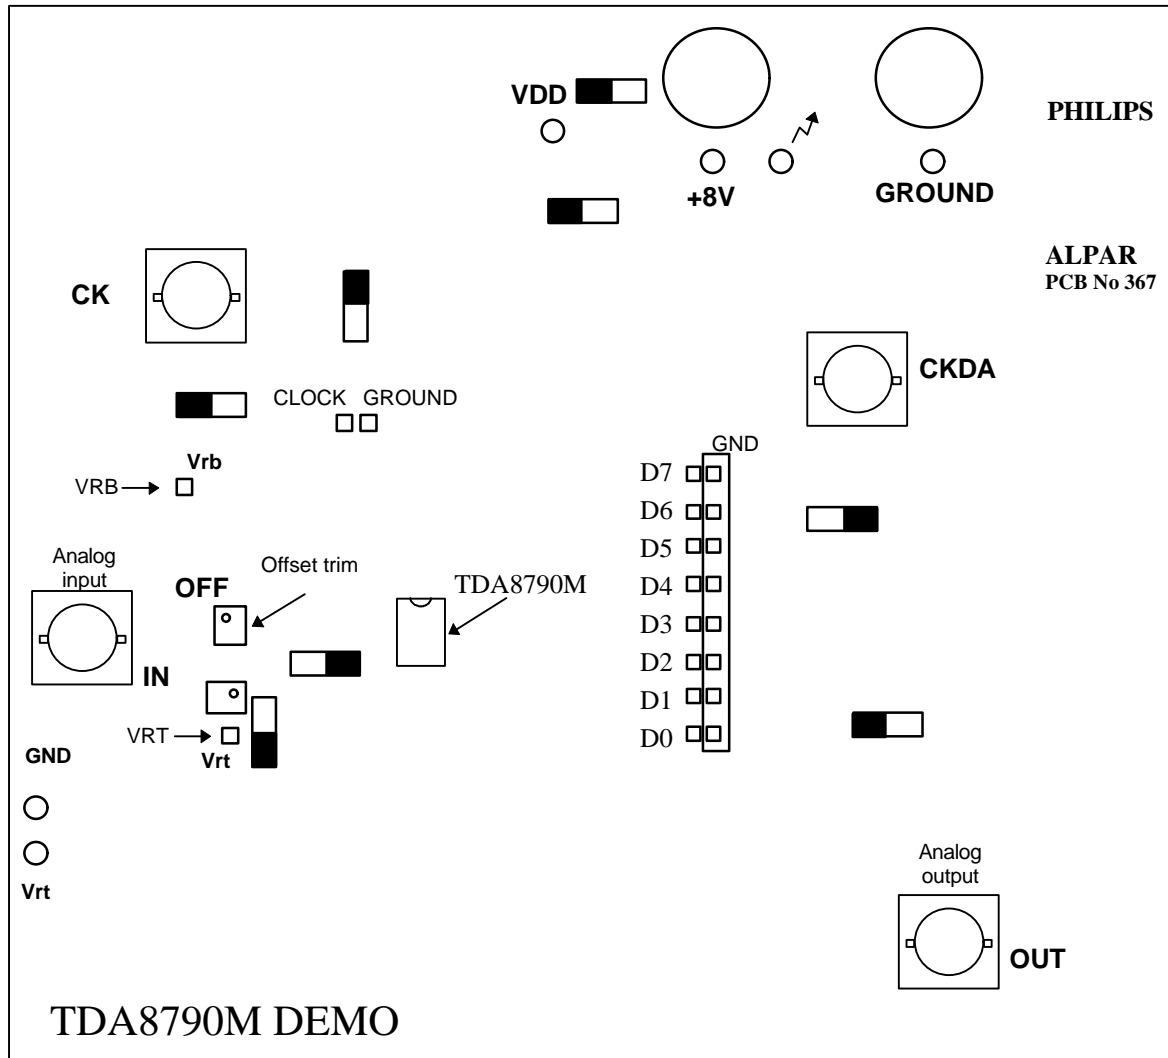 VDD
PHILIPS
+8V
GROUND
ALPAR
PCB No 367
CK
CKDA
CLOCK GROUND
GND
Vrb
VRB
D7
D6
D5
D4
D3
D2
D1
D0
Analog
input
OFF
Offset trim
TDA8790M
IN
VRT
Vrt
GND
Vrt
Analog
output
OUT
TDA8790M DEMO